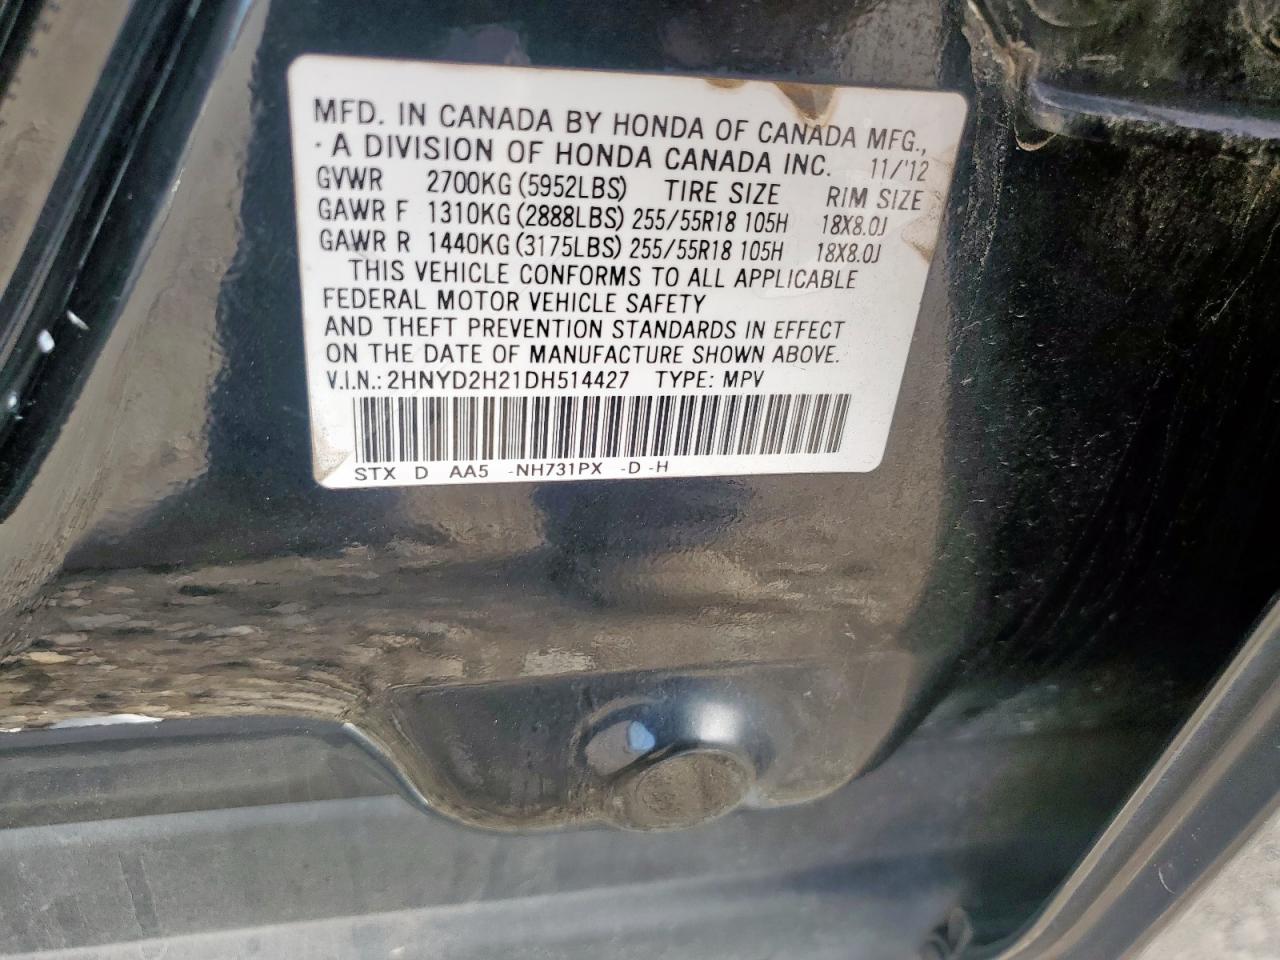 MFD. IN CANADA BY HONDA OF CANADA MFG.,
· A DIVISION OF HONDA CANADA INC. 11/'12
GVWR 2700KG (5952LBS) TIRE SIZE RIM SIZE
GAWR F 1310KG (2888LBS) 255/55R18 105H 18X8.0J
GAWR R 1440KG (3175LBS) 255/55R18 105H 18X8.0J
THIS VEHICLE CONFORMS TO ALL APPLICABLE
FEDERAL MOTOR VEHICLE SAFETY
AND THEFT PREVENTION STANDARDS IN EFFECT
ON THE DATE OF MANUFACTURE SHOWN ABOVE.
V.I.N.: 2HNYD2H21DH514427 TYPE: MPV
STX D AA5 -NH731PX -D -H